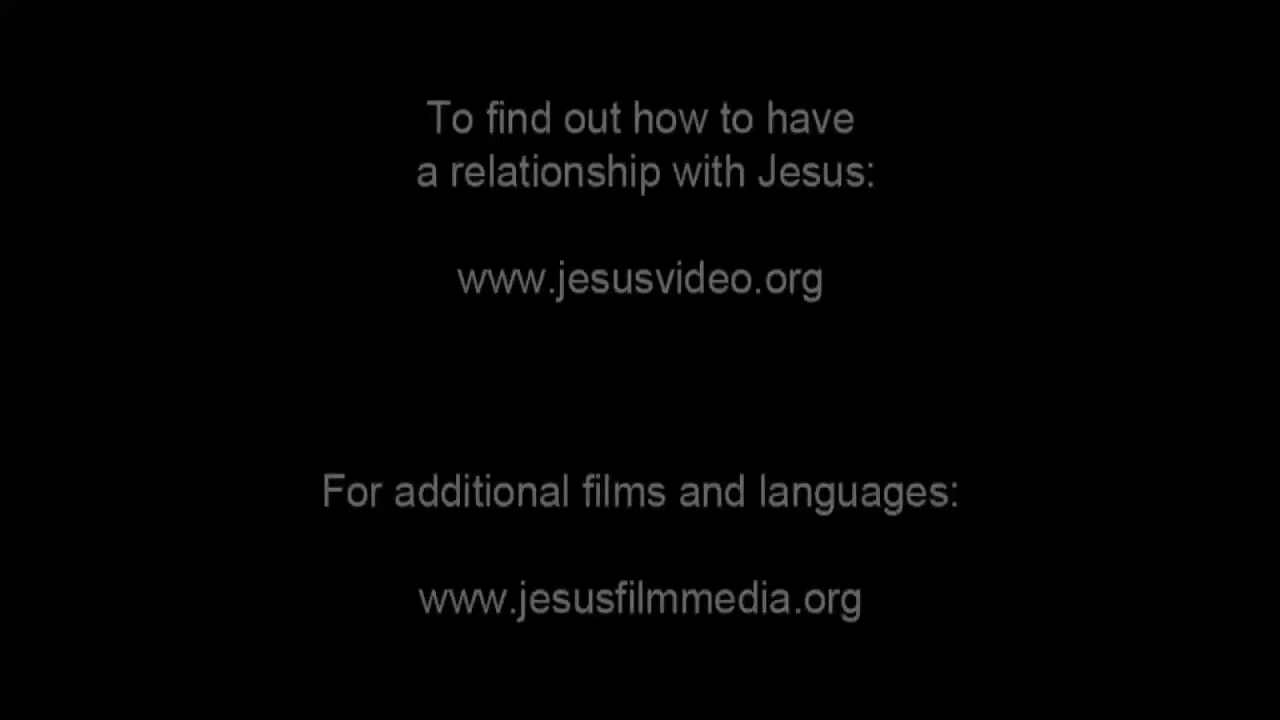 To find out how to have
a relationship with Jesus:
www.jesusvideo.org
For additional films and languages:
www.jesusfilmmedia.org